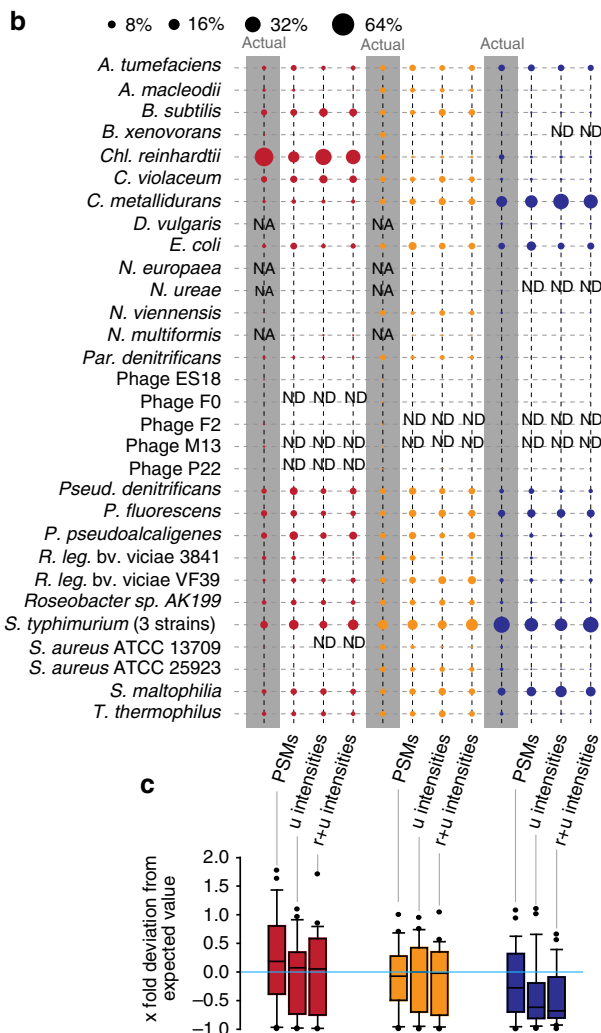 b
8% 16% 32% 64%
Actual Actual Actual
A. tumefaciens
A. macleodii
B. subtilis
B. xenovorans ND ND
Chl. reinhardtii
C. violaceum
C. metallidurans
D. vulgaris NA NA
E. coli
N. europaea NA NA
N. ureae NA NA ND ND ND
N. viennensis
N. multiformis NA NA
Par. denitrificans
Phage ES18
Phage F0 ND ND ND
Phage F2 ND ND ND ND ND ND
Phage M13 ND ND ND ND ND ND ND ND ND
Phage P22 ND ND ND
Pseud. denitrificans
P. fluorescens
P. pseudoalcaligenes
R. leg. bv. viciae 3841
R. leg. bv. viciae VF39
Roseobacter sp. AK199
S. typhimurium (3 strains)
S. aureus ATCC 13709 ND ND
S. aureus ATCC 25923
S. maltophilia
T. thermophilus
PSMs u intensities r+u intensities PSMs u intensities r+u intensities PSMs u intensities r+u intensities
c
x fold deviation from
expected value
2.0
1.5
1.0
0.5
0.0
−0.5
−1.0